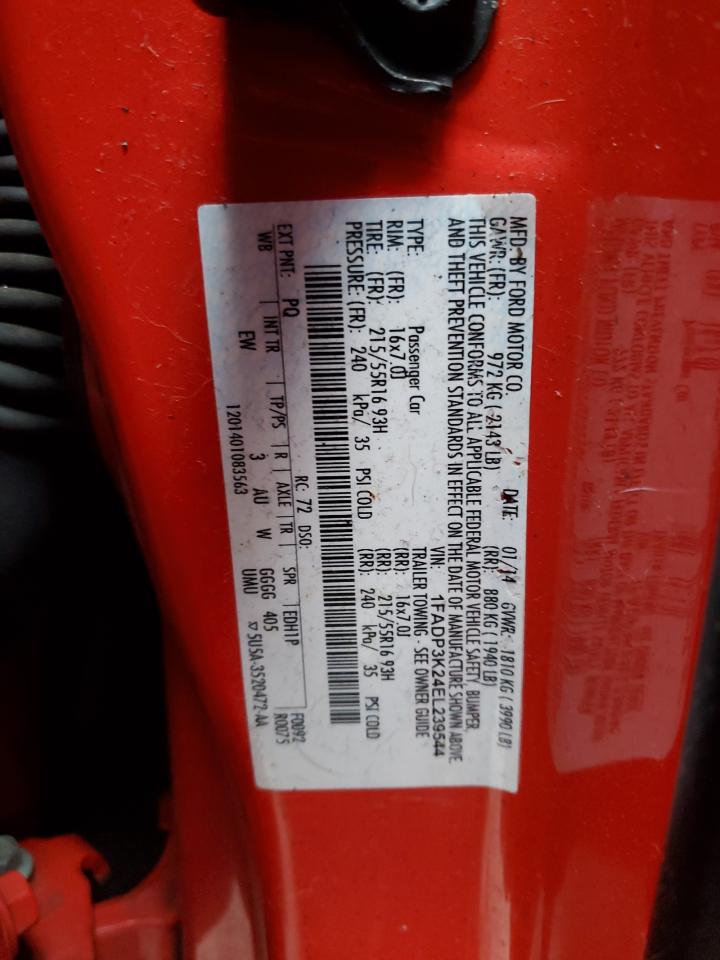 MFD. BY FORD MOTOR CO.
DATE: 01/14 GVWR: 1810 KG ( 3990 LB)
GAWR: (FR): 972 KG ( 2143 LB) (RR): 880 KG ( 1940 LB)
THIS VEHICLE CONFORMS TO ALL APPLICABLE FEDERAL MOTOR VEHICLE SAFETY, BUMPER,
AND THEFT PREVENTION STANDARDS IN EFFECT ON THE DATE OF MANUFACTURE SHOWN ABOVE.
VIN: 1FADP3K24EL239544
TYPE: Passenger Car TRAILER TOWING - SEE OWNER GUIDE
RIM: (FR): 16x7.0J (RR): 16x7.0J
TIRE: (FR): 215/55R16 93H (RR): 215/55R16 93H
PRESSURE: (FR): 240 kPa/ 35 PSI COLD (RR): 240 kPa/ 35 PSI COLD
EXT PNT: PQ RC: 72 DSO: F0092
WB INT TR TP/PS R AXLE TR SPR EDH1P R0075
EW 3 AU W GGGG 405
1201401083563 UMU 5U5A-3520472-AA